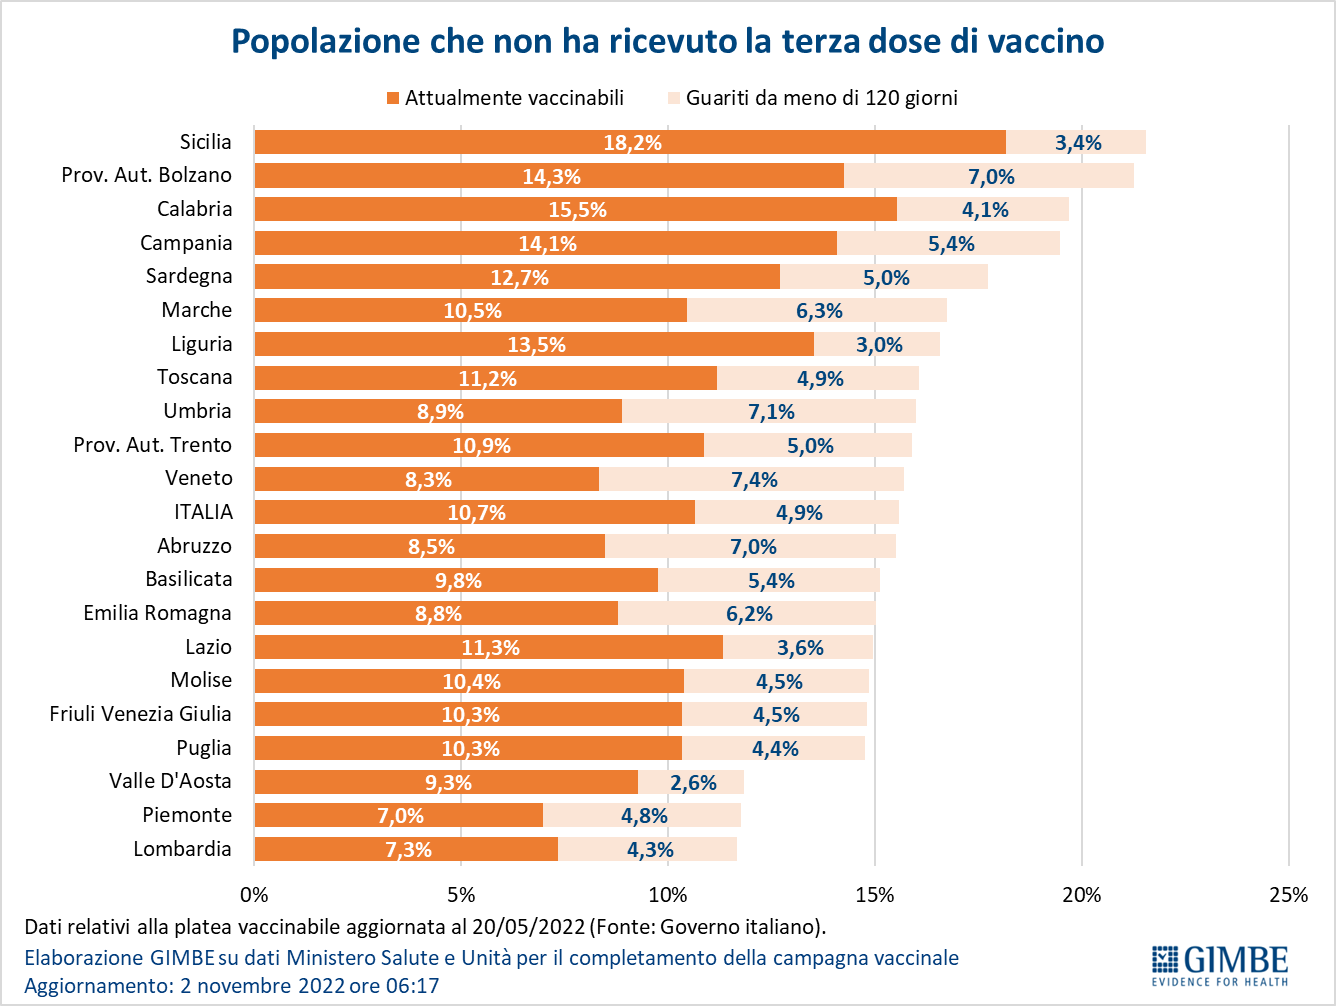 Popolazione che non ha ricevuto la terza dose di vaccino
Attualmente vaccinabili Guariti da meno di 120 giorni
Sicilia 18,2% 3,4%
Prov. Aut. Bolzano 14,3% 7,0%
Calabria 15,5% 4,1%
Campania 14,1% 5,4%
Sardegna 12,7% 5,0%
Marche 10,5% 6,3%
Liguria 13,5% 3,0%
Toscana 11,2% 4,9%
Umbria 8,9% 7,1%
Prov. Aut. Trento 10,9% 5,0%
Veneto 8,3% 7,4%
ITALIA 10,7% 4,9%
Abruzzo 8,5% 7,0%
Basilicata 9,8% 5,4%
Emilia Romagna 8,8% 6,2%
Lazio 11,3% 3,6%
Molise 10,4% 4,5%
Friuli Venezia Giulia 10,3% 4,5%
Puglia 10,3% 4,4%
Valle D'Aosta 9,3% 2,6%
Piemonte 7,0% 4,8%
Lombardia 7,3% 4,3%
0% 5% 10% 15% 20% 25%
Dati relativi alla platea vaccinabile aggiornata al 20/05/2022 (Fonte: Governo italiano).
Elaborazione GIMBE su dati Ministero Salute e Unità per il completamento della campagna vaccinale
Aggiornamento: 2 novembre 2022 ore 06:17
GIMBE
EVIDENCE FOR HEALTH